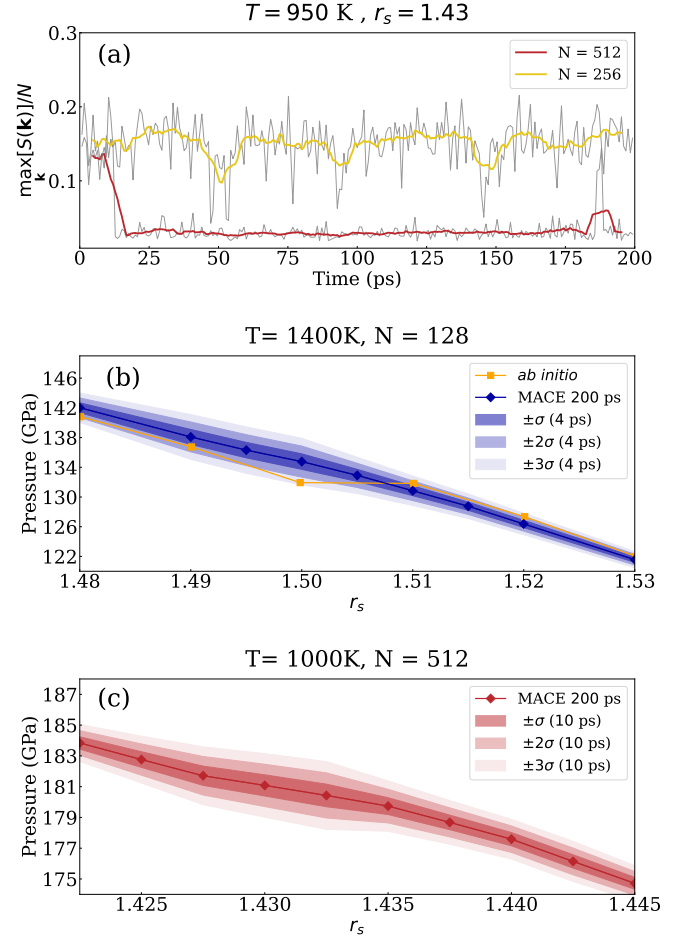 T = 950 K , r_s = 1.43
(a)
N = 512
N = 256
max_k[S(k)]/N
0.3
0.2
0.1
0 25 50 75 100 125 150 175 200
Time (ps)
T= 1400K, N = 128
(b)
ab initio
MACE 200 ps
±σ (4 ps)
±2σ (4 ps)
±3σ (4 ps)
Pressure (GPa)
146
142
138
134
130
126
122
1.48 1.49 1.50 1.51 1.52 1.53
r_s
T= 1000K, N = 512
(c)
MACE 200 ps
±σ (10 ps)
±2σ (10 ps)
±3σ (10 ps)
Pressure (GPa)
187
185
183
181
179
177
175
1.425 1.430 1.435 1.440 1.445
r_s